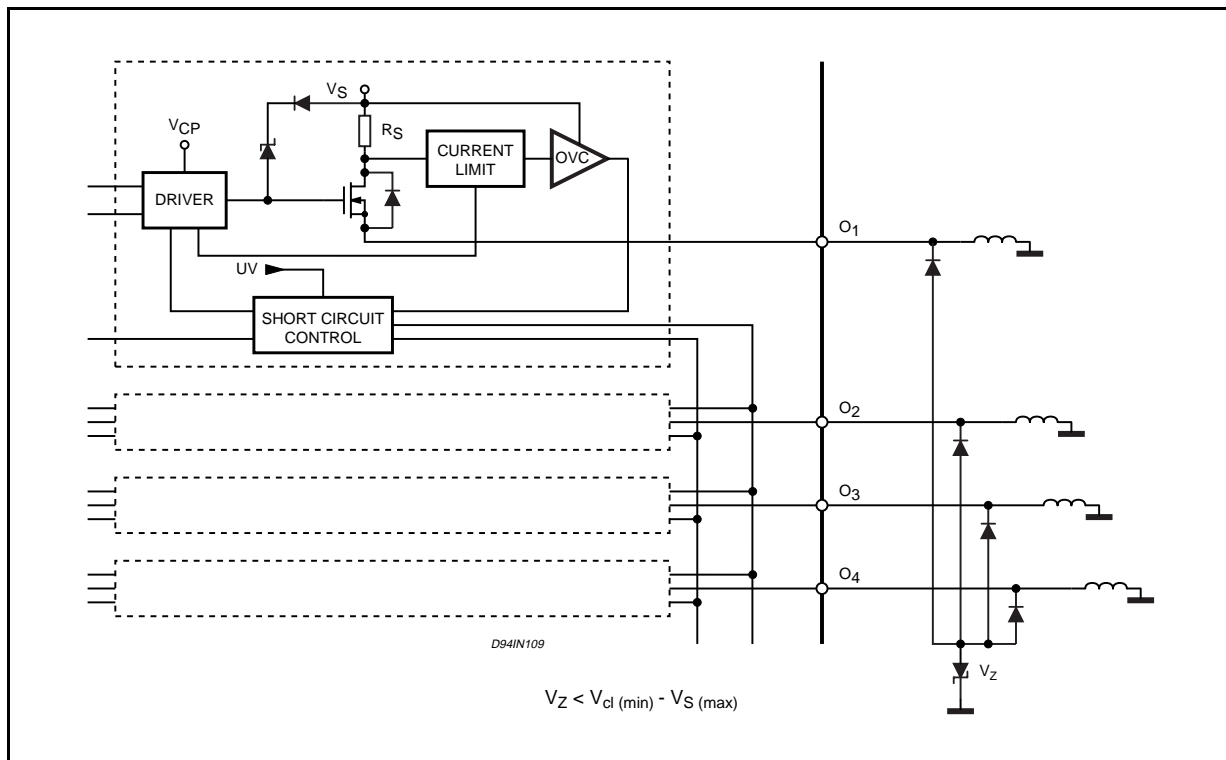 VS
VCP
RS
CURRENT
LIMIT
OVC
DRIVER
O1
UV
SHORT CIRCUIT
CONTROL
O2
O3
O4
D94IN109
VZ
VZ < Vcl (min) - VS (max)